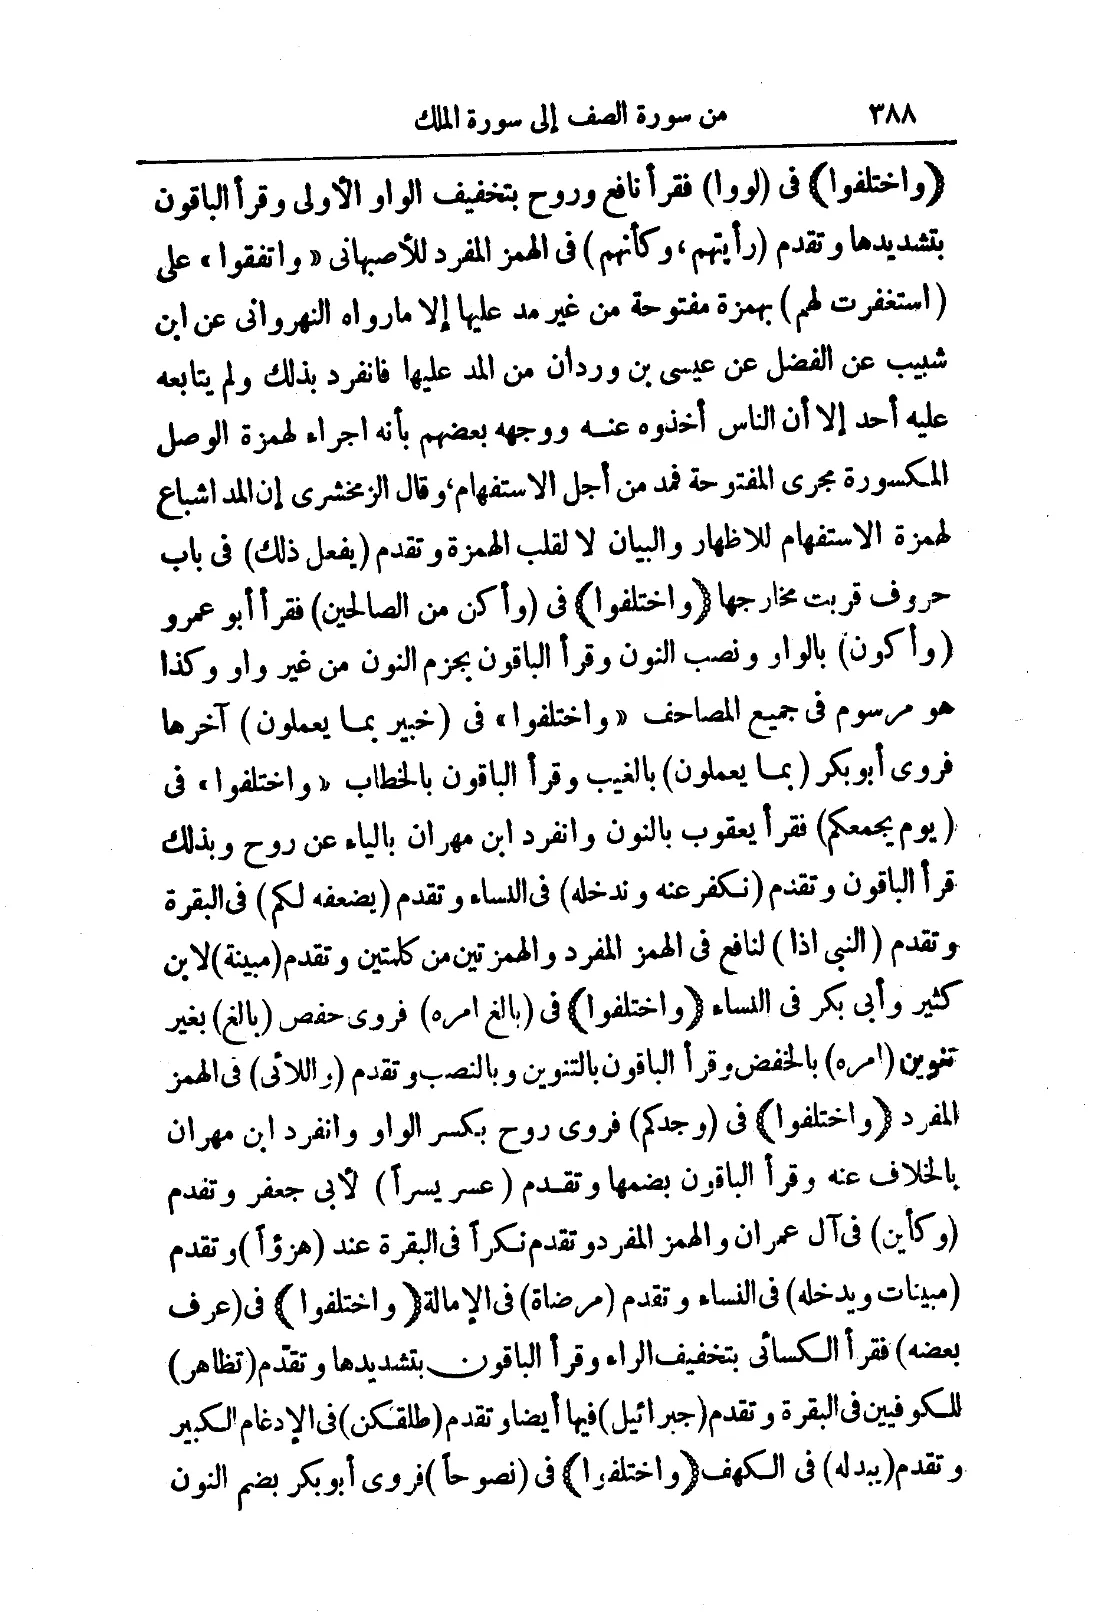 ٣٨٨ من سورة الصف إلى سورة الملك
﴿واختلفوا﴾ فى (لووا) فقرأ نافع وروح بتخفيف الواو الأولى وقرأ الباقون
بتشديدها وتقدم (رأيتهم، وكأنهم) فى الهمز المفرد للأصبهانى «واتفقوا» على
(استغفرت لهم) بهمزة مفتوحة من غير مد عليها إلا مارواه النهروانى عن ابن
شبيب عن الفضل عن عيسى بن وردان من المد عليها فانفرد بذلك ولم يتابعه
عليه أحد إلا أن الناس أخذوه عنه ووجهه بعضهم بأنه اجراء لهمزة الوصل
المكسورة مجرى المفتوحة فمد من أجل الاستفهام، وقال الزمخشرى إن المد اشباع
لهمزة الاستفهام للاظهار والبيان لا لقلب الهمزة وتقدم (يفعل ذلك) فى باب
حروف قربت مخارجها ﴿واختلفوا﴾ فى (وأكن من الصالحين) فقرأ أبو عمرو
(وأكون) بالواو ونصب النون وقرأ الباقون بجزم النون من غير واو وكذا
هو مرسوم فى جميع المصاحف «واختلفوا» فى (خبير بما يعملون) آخرها
فروى أبوبكر (بما يعملون) بالغيب وقرأ الباقون بالخطاب «واختلفوا» فى
(يوم يجمعكم) فقرأ يعقوب بالنون وانفرد ابن مهران بالياء عن روح وبذلك
قرأ الباقون وتقدم (نكفر عنه وندخله) فى النساء وتقدم (يضعفه لكم) فى البقرة
وتقدم (النبى اذا) لنافع فى الهمز المفرد والهمزتين من كلمتين وتقدم (مبينة) لابن
كثير وأبى بكر فى النساء ﴿واختلفوا﴾ فى (بالغ امره) فروى حفص (بالغ) بغير
تنوين (امره) بالخفض وقرأ الباقون بالتنوين وبالنصب وتقدم (واللائى) فى الهمز
المفرد ﴿واختلفوا﴾ فى (وجدكم) فروى روح بكسر الواو وانفرد ابن مهران
بالخلاف عنه وقرأ الباقون بضمها وتقدم (عسر يسراً) لأبى جعفر وتقدم
(وكأين) فى آل عمران والهمز المفرد وتقدم نكراً فى البقرة عند (هزؤاً) وتقدم
(مبينات ويدخله) فى النساء وتقدم (مرضاة) فى الإمالة ﴿واختلفوا﴾ فى (عرف
بعضه) فقرأ الكسائى بتخفيف الراء وقرأ الباقون بتشديدها وتقدّم (تظاهر)
للكوفيين فى البقرة وتقدم (جبرائيل) فيها أيضا وتقدم (طلقكن) فى الإدغام الكبير
وتقدم (يبدله) فى الكهف ﴿واختلفوا﴾ فى (نصوحاً) فروى أبوبكر بضم النون